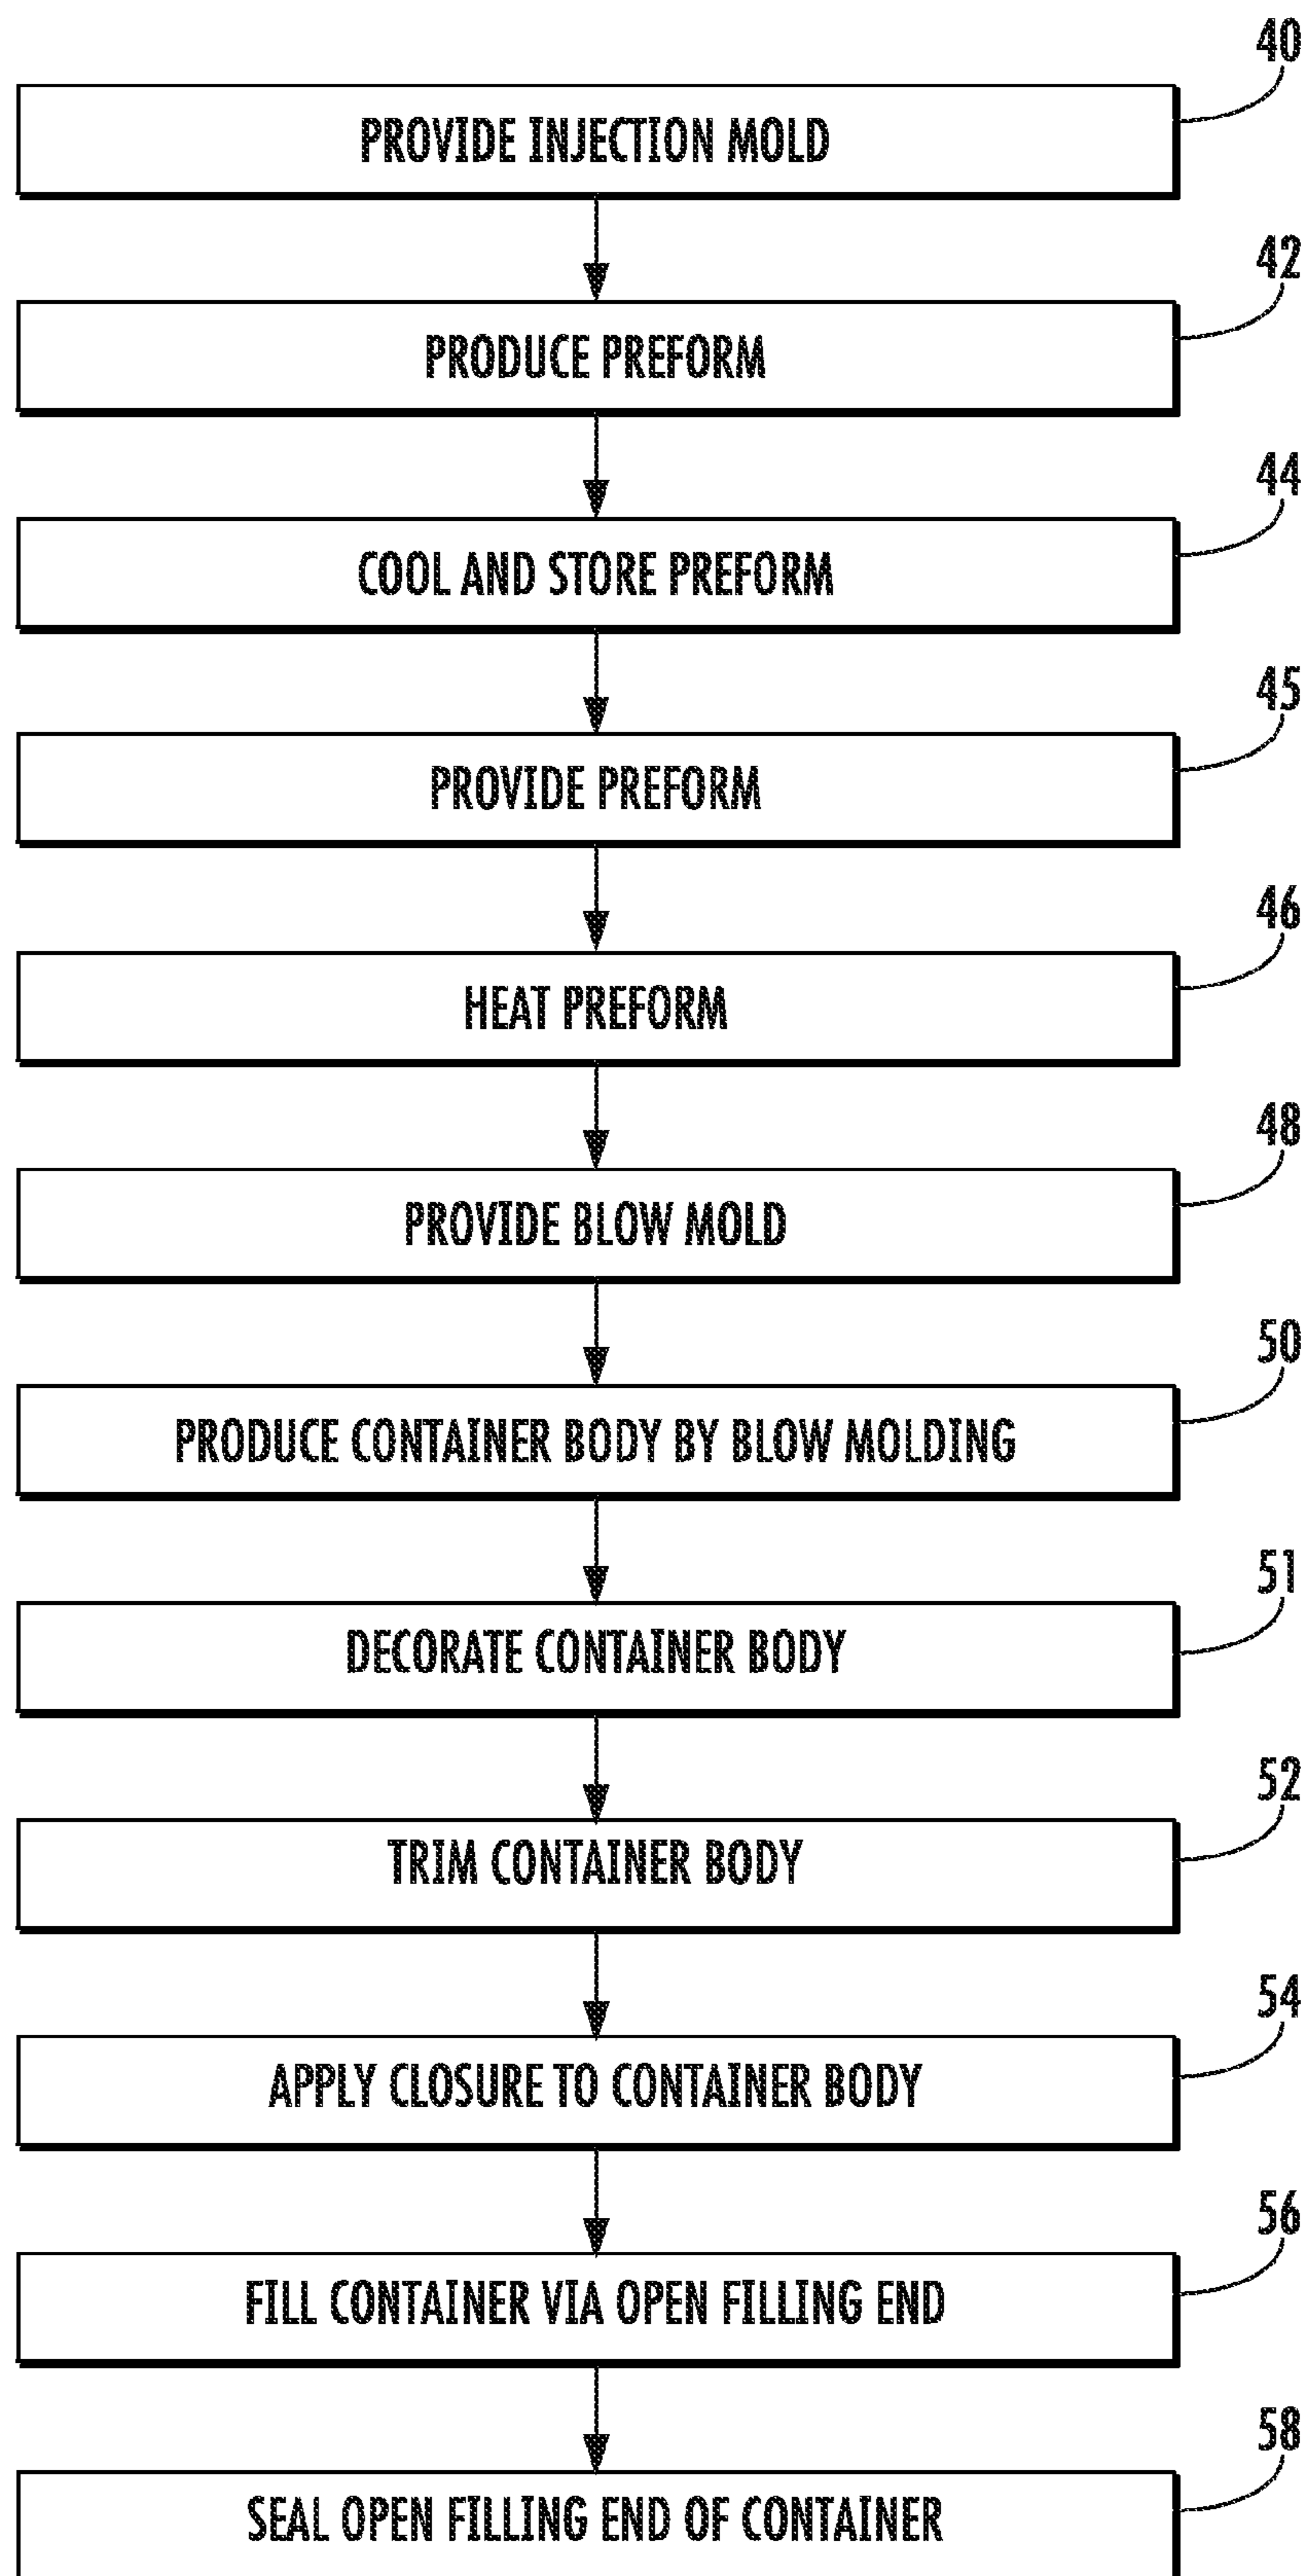 40
PROVIDE INJECTION MOLD
42
PRODUCE PREFORM
44
COOL AND STORE PREFORM
45
PROVIDE PREFORM
46
HEAT PREFORM
48
PROVIDE BLOW MOLD
50
PRODUCE CONTAINER BODY BY BLOW MOLDING
51
DECORATE CONTAINER BODY
52
TRIM CONTAINER BODY
54
APPLY CLOSURE TO CONTAINER BODY
56
FILL CONTAINER VIA OPEN FILLING END
58
SEAL OPEN FILLING END OF CONTAINER